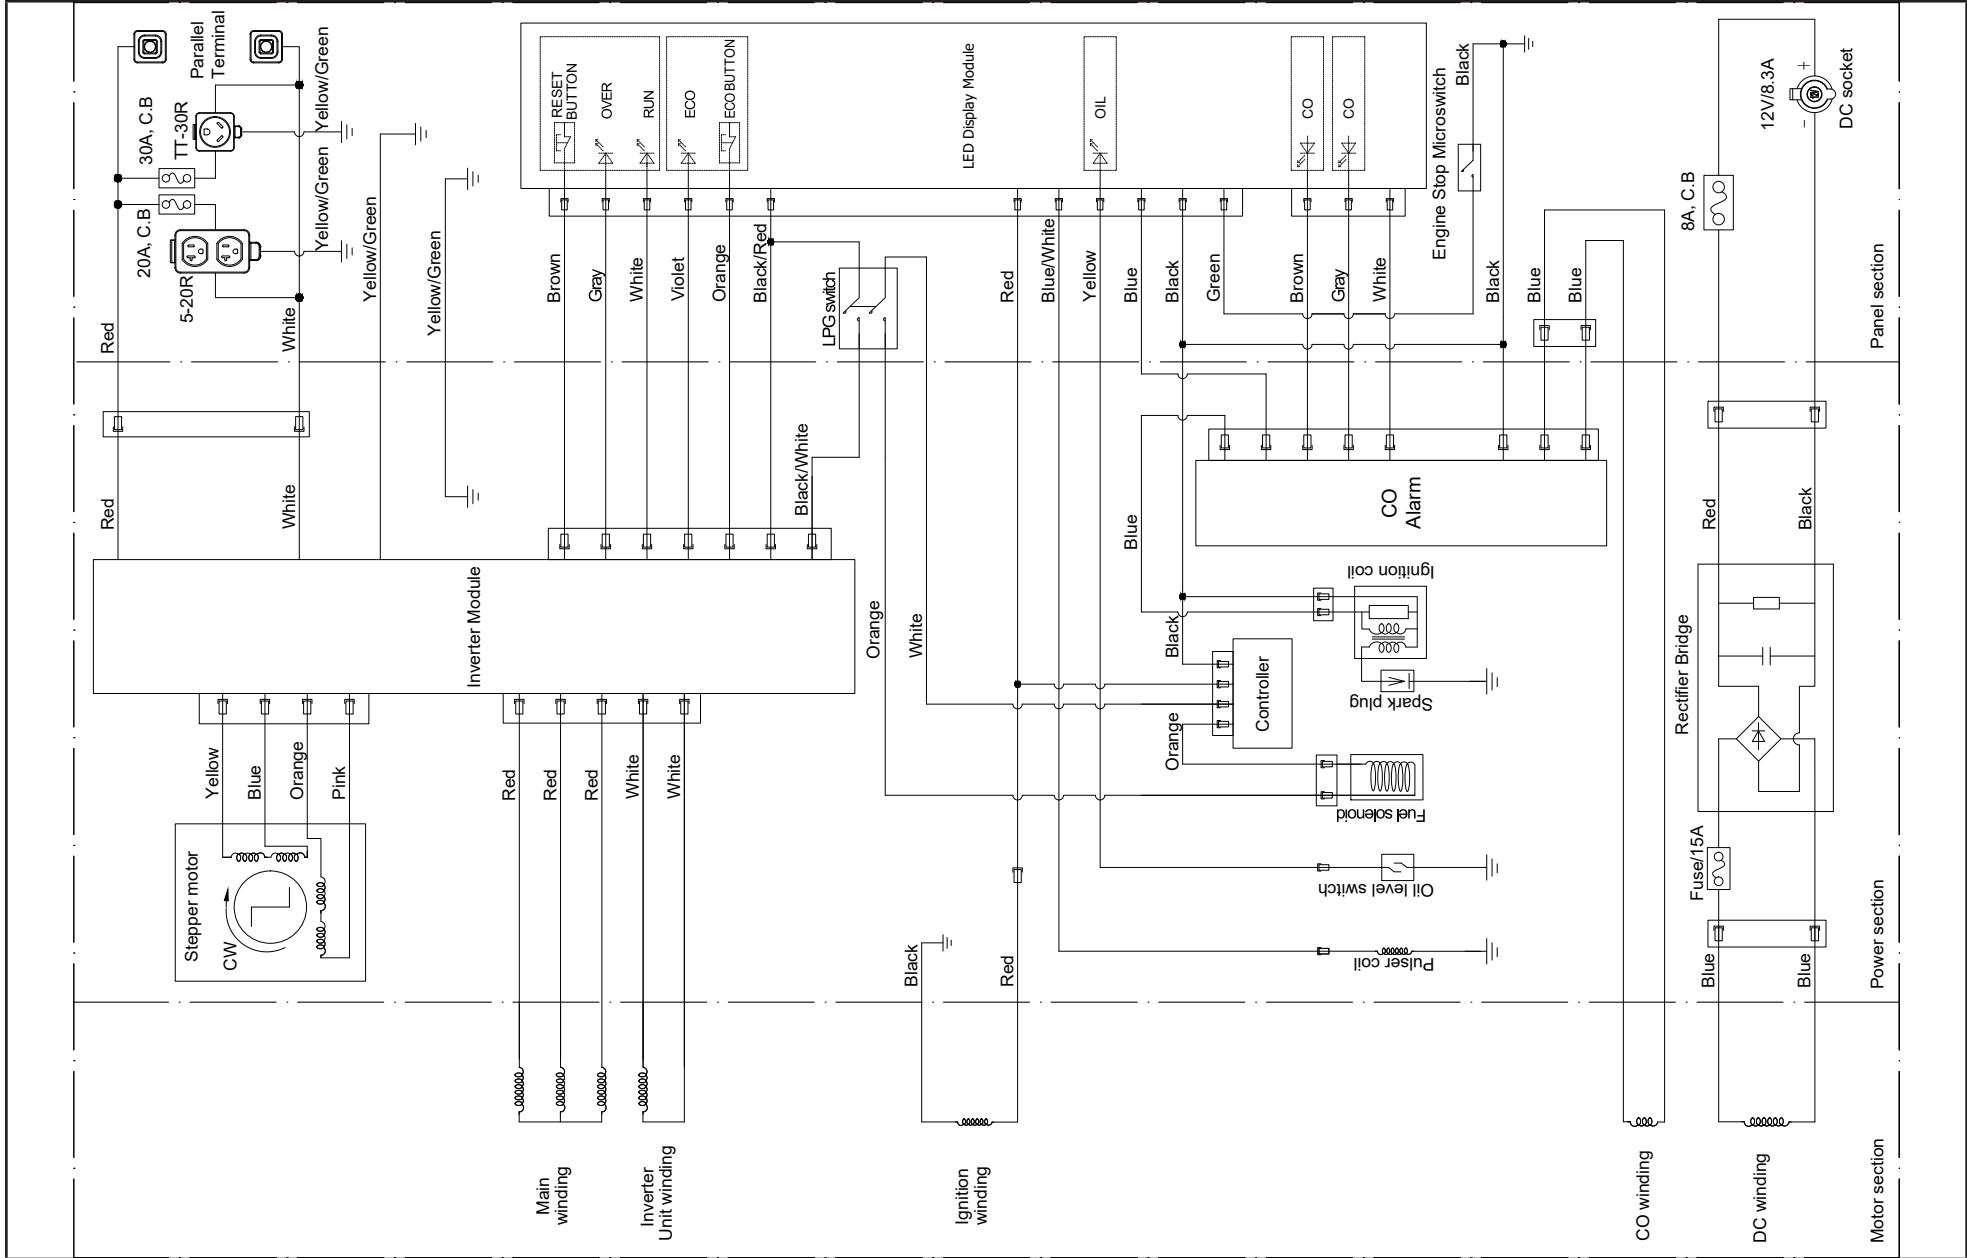 Parallel
Terminal
Yellow/Green
30A, C.B
TT-30R
20A, C.B
5-20R
Yellow/Green
Yellow/Green
Yellow/Green
Red
White
Red
White
RESET
BUTTON
OVER
RUN
ECO
ECO BUTTON
LED Display Module
OIL
CO
CO
Engine Stop Microswitch
Black
12V/8.3A
+
-
DC socket
8A, C.B
Brown
Gray
White
Violet
Orange
Black/Red
LPG switch
Red
Blue/White
Yellow
Blue
Black
Green
Brown
Gray
White
Black
Blue
Blue
Panel section
Black/White
Blue
CO
Alarm
Red
Black
Inverter Module
Orange
White
Black
Ignition coil
Controller
Spark plug
Orange
Fuel solenoid
Rectifier Bridge
Yellow
Blue
Orange
Pink
Red
Red
Red
White
White
Stepper motor
CW
Oil level switch
Fuse/15A
Black
Red
Pulser coil
Blue
Blue
Power section
Main
winding
Inverter
Unit winding
Ignition
winding
CO winding
DC winding
Motor section